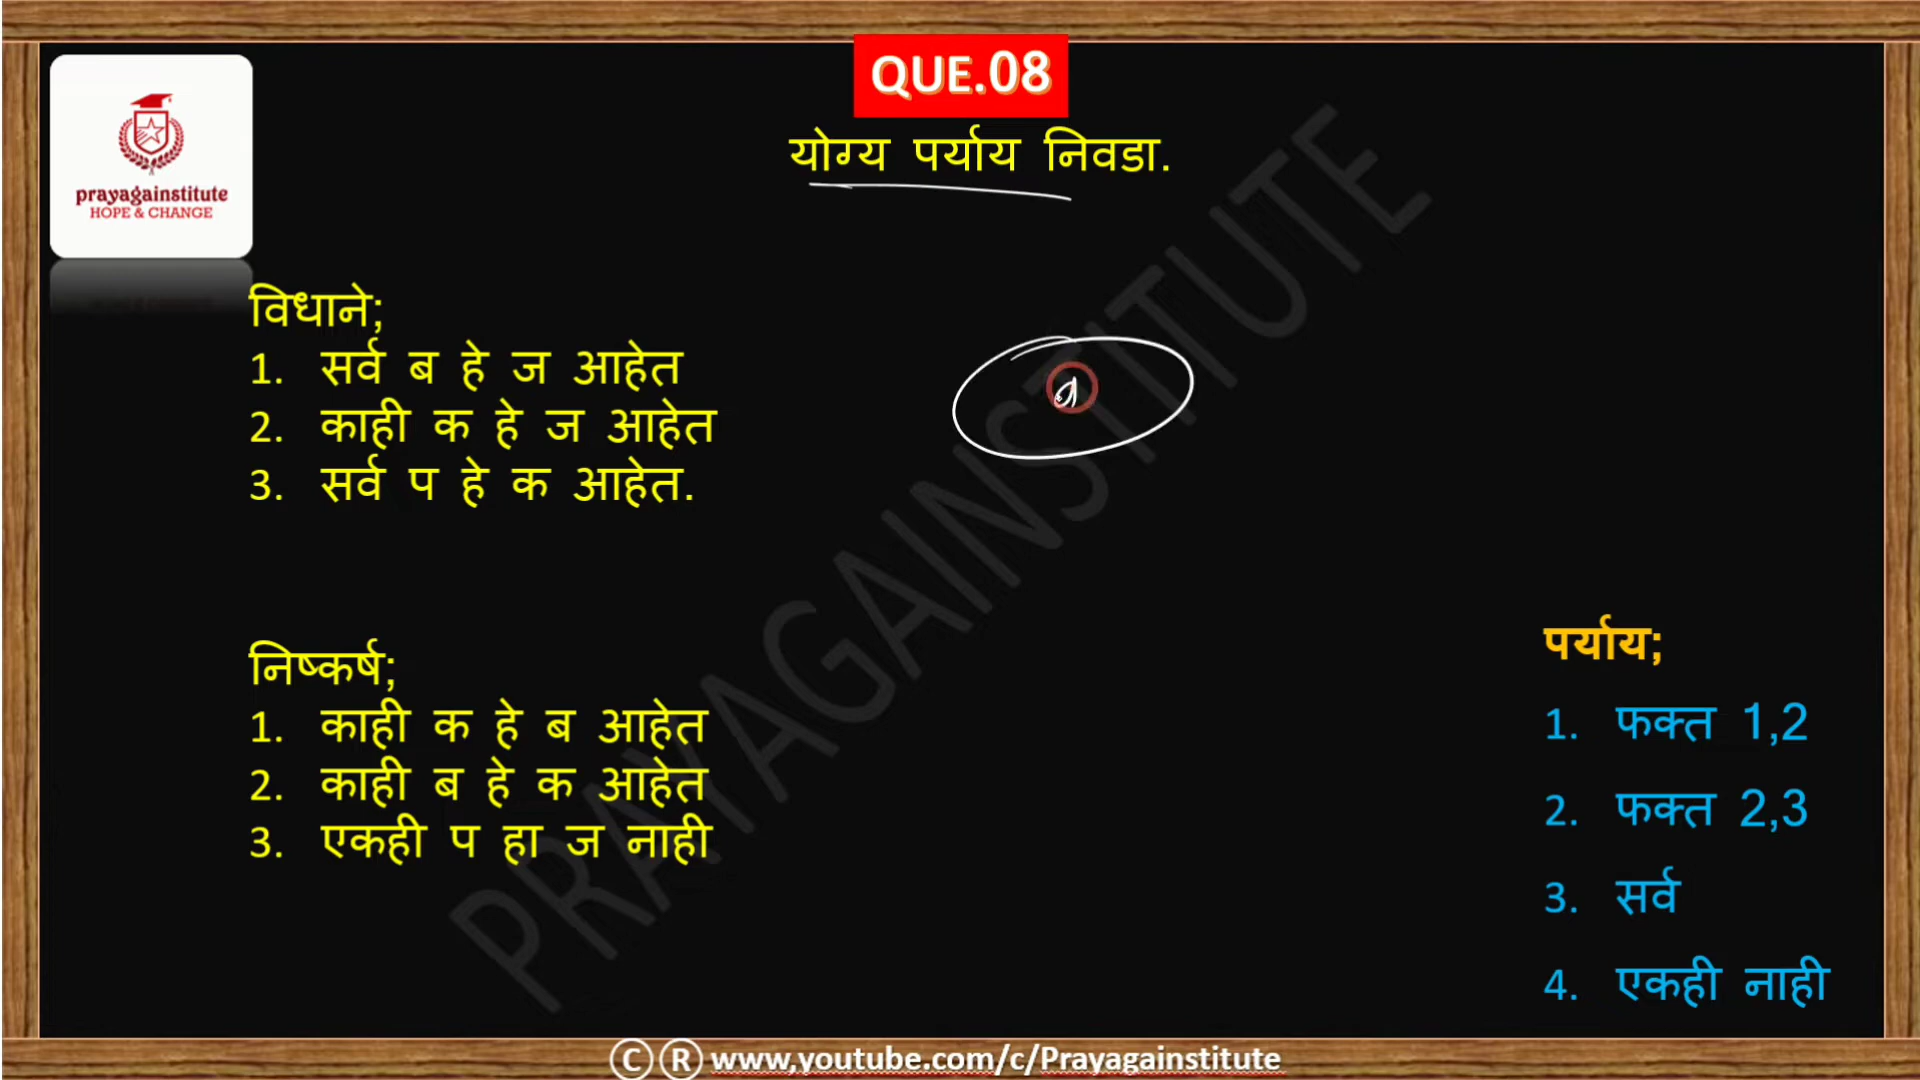 QUE.08
prayagainstitute
HOPE & CHANGE
योग्य पर्याय निवडा.
विधाने;
1. सर्व ब हे ज आहेत
2. काही क हे ज आहेत
3. सर्व प हे क आहेत.
निष्कर्ष;
1. काही क हे ब आहेत
2. काही ब हे क आहेत
3. एकही प हा ज नाही
पर्याय;
1. फक्त 1,2
2. फक्त 2,3
3. सर्व
4. एकही नाही
PRAYAGAINSTITUTE
Ⓒ Ⓡ www,youtube.com/c/Prayagainstitute